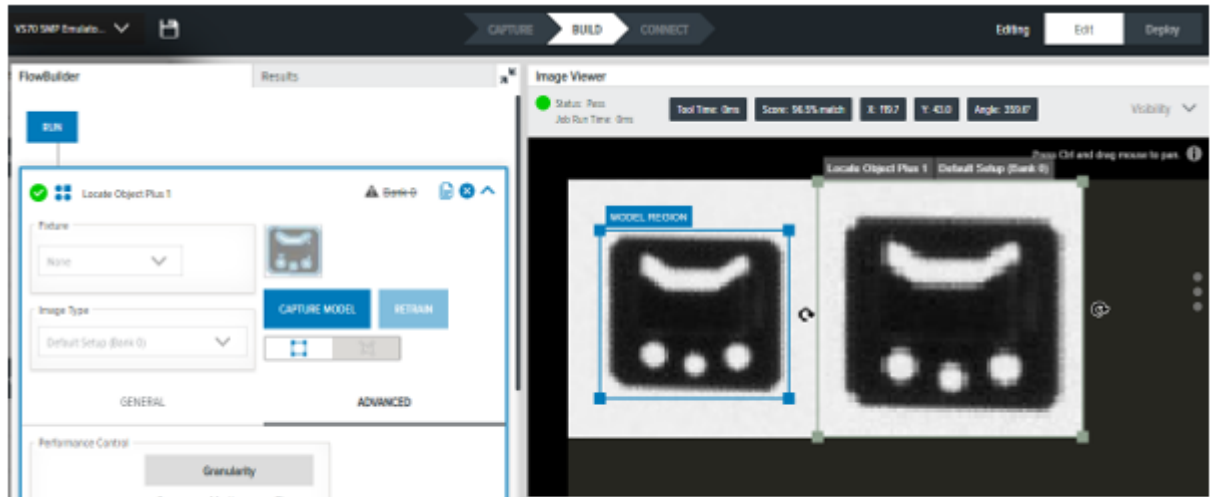 VS70 SMP Emulato...
CAPTURE
BUILD
CONNECT
Editing
Edit
Deploy
FlowBuilder
Results
Image Viewer
Status: Pass
Job Run Time: 0ms
Tool Time: 0ms
Score: 96.5% match
X: 119.7
Y: 43.0
Angle: 359.8°
Visibility
RUN
Press Ctrl and drag mouse to pan.
Locate Object Plus 1
Default Setup (Bank 0)
Locate Object Plus 1
Bank 0
MODEL REGION
Fixture
None
CAPTURE MODEL
RETRAIN
Image Type
Default Setup (Bank 0)
GENERAL
ADVANCED
Performance Control
Granularity